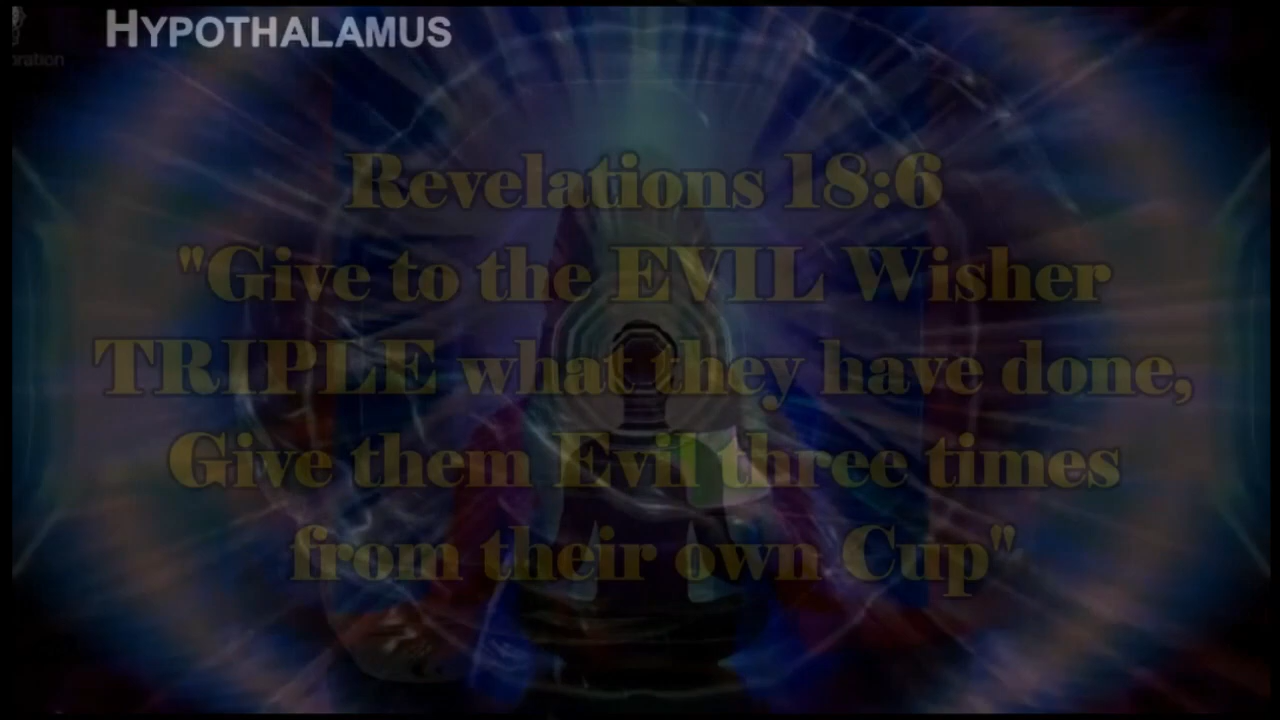 HYPOTHALAMUS
oration
Revelations 18:6
"Give to the EVIL Wisher
TRIPLE what they have done,
Give them Evil three times
from their own Cup"